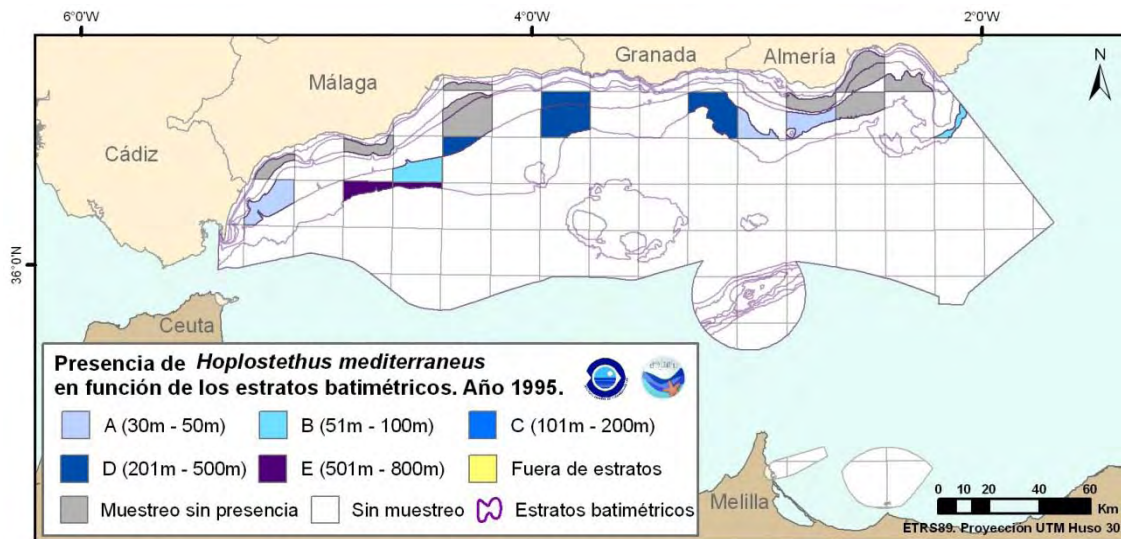 6°0'W 4°0'W 2°0'W
N
Granada Almería
Málaga
Cádiz
36°0'N
Ceuta
Presencia de Hoplostethus mediterraneus
en función de los estratos batimétricos. Año 1995.
A (30m - 50m) B (51m - 100m) C (101m - 200m)
D (201m - 500m) E (501m - 800m) Fuera de estratos
Muestreo sin presencia Sin muestreo Estratos batimétricos
Melilla
0 10 20 40 60
Km
ETRS89. Proyección UTM Huso 30